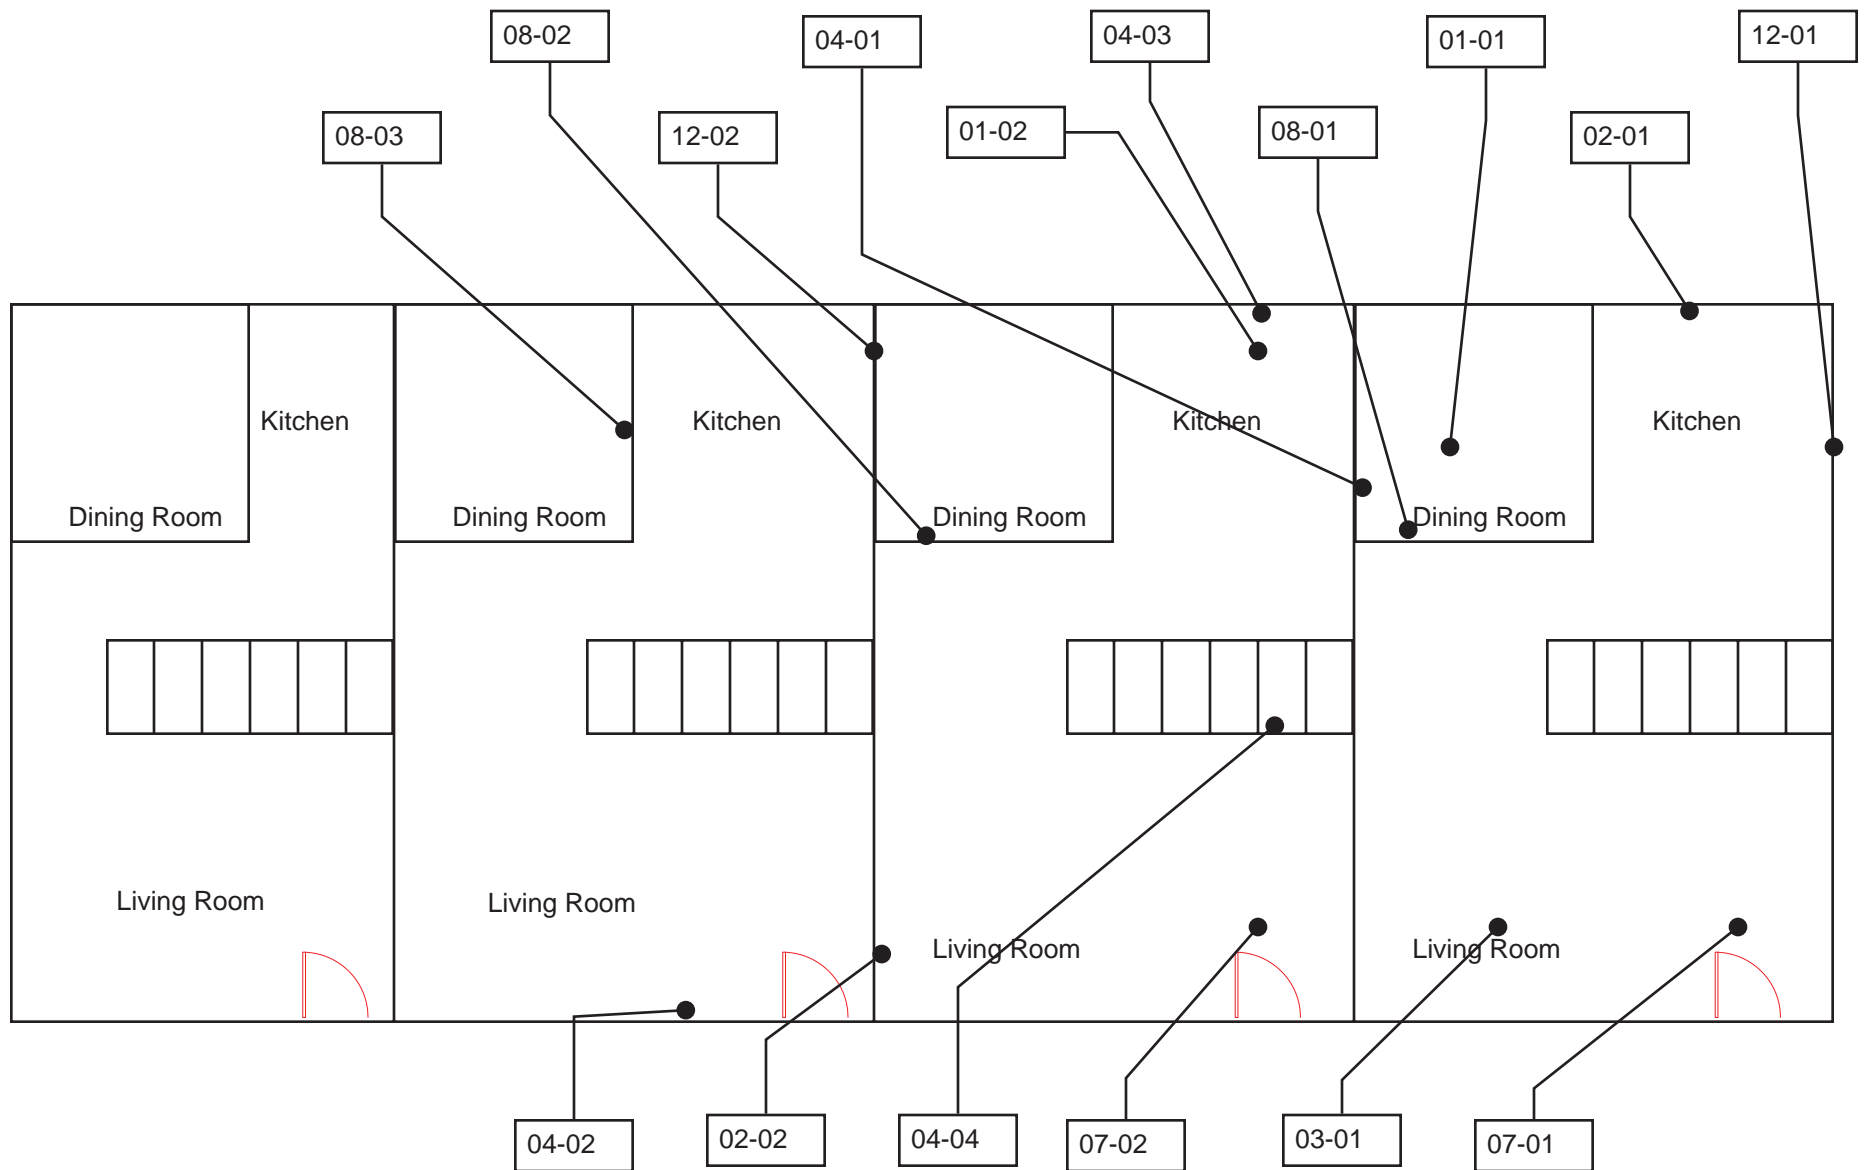 08-02
04-01
04-03
01-01
12-01
08-03
12-02
01-02
08-01
02-01
Kitchen
Kitchen
Kitchen
Kitchen
Dining Room
Dining Room
Dining Room
Dining Room
Living Room
Living Room
Living Room
Living Room
04-02
02-02
04-04
07-02
03-01
07-01